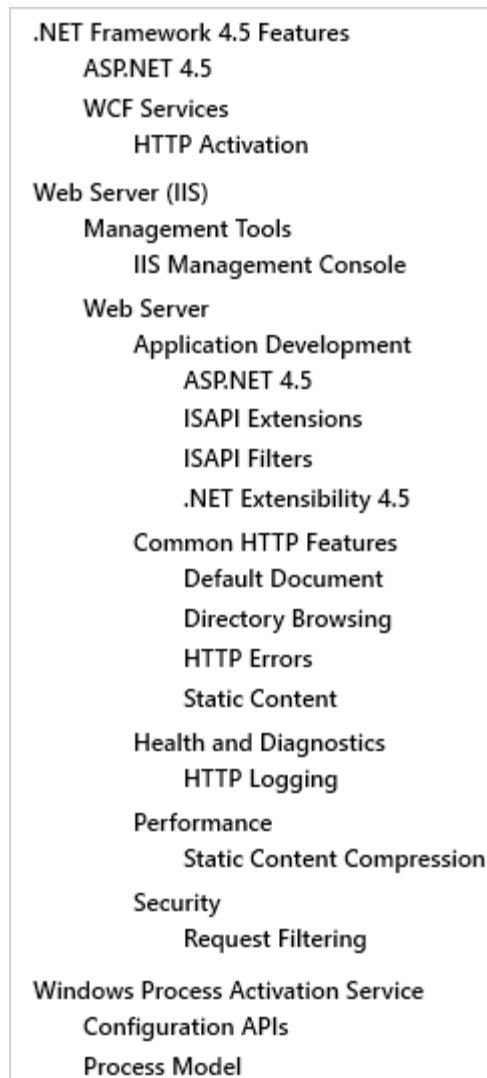 .NET Framework 4.5 Features
ASP.NET 4.5
WCF Services
HTTP Activation
Web Server (IIS)
Management Tools
IIS Management Console
Web Server
Application Development
ASP.NET 4.5
ISAPI Extensions
ISAPI Filters
.NET Extensibility 4.5
Common HTTP Features
Default Document
Directory Browsing
HTTP Errors
Static Content
Health and Diagnostics
HTTP Logging
Performance
Static Content Compression
Security
Request Filtering
Windows Process Activation Service
Configuration APIs
Process Model